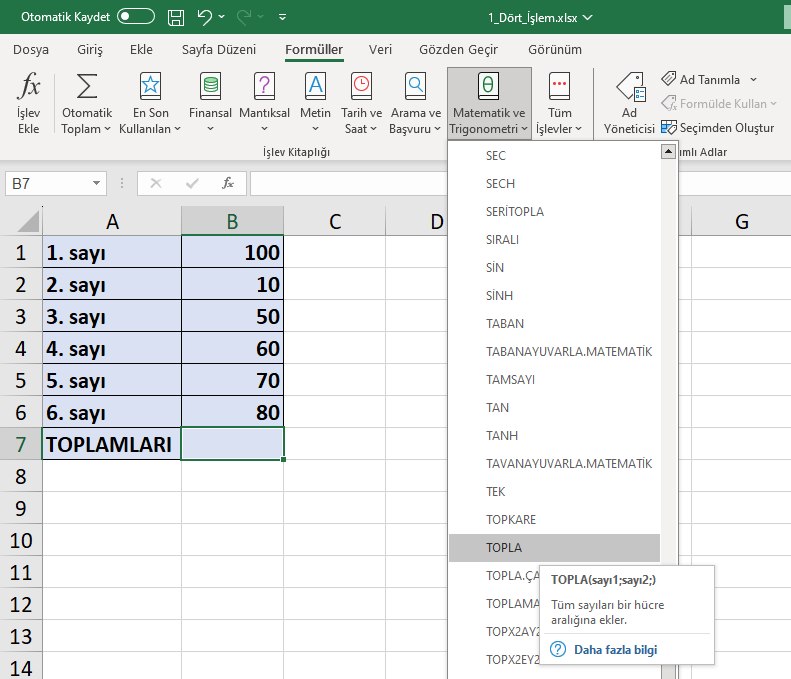 Otomatik Kaydet 1_Dört_İşlem.xlsx
Dosya Giriş Ekle Sayfa Düzeni Formüller Veri Gözden Geçir Görünüm
fx Σ θ
İşlev Otomatik En Son Finansal Mantıksal Metin Tarih ve Arama ve Matematik ve Tüm Ad Ad Tanımla
Ekle Toplam Kullanılan Saat Başvuru Trigonometri İşlevler Yöneticisi Formülde Kullan
Seçimden Oluştur
İşlev Kitaplığı ımlı Adlar
B7 fx
A B C D G
1 1. sayı 100
2 2. sayı 10
3 3. sayı 50
4 4. sayı 60
5 5. sayı 70
6 6. sayı 80
7 TOPLAMLARI
8
9
10
11
12
13
14
SEC
SECH
SERİTOPLA
SIRALI
SİN
SİNH
TABAN
TABANAYUVARLA.MATEMATİK
TAMSAYI
TAN
TANH
TAVANAYUVARLA.MATEMATİK
TEK
TOPKARE
TOPLA
TOPLA.ÇA
TOPLAMA
TOPX2AY2
TOPX2EY2
TOPLA(sayı1;sayı2;)
Tüm sayıları bir hücre
aralığına ekler.
Daha fazla bilgi